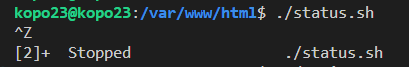 kopo23@kopo23:/var/www/html$ ./status.sh
^Z
[2]+  Stopped                 ./status.sh